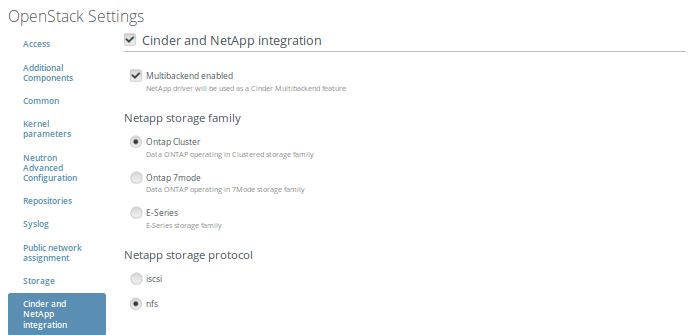 OpenStack Settings
Access
Additional
Components
Common
Kernel
parameters
Neutron
Advanced
Configuration
Repositories
Syslog
Public network
assignment
Storage
Cinder and
NetApp
integration
Cinder and NetApp integration
Multibackend enabled
NetApp driver will be used as a Cinder Multibackend feature
Netapp storage family
Ontap Cluster
Data ONTAP operating in Clustered storage family
Ontap 7mode
Data ONTAP operating in 7Mode storage family
E-Series
E-Series storage family
Netapp storage protocol
iscsi
nfs